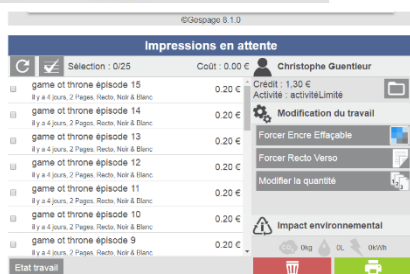 ©Gespage 8.1.0
Impressions en attente
Sélection : 0/25
Coût : 0.00 €
Christophe Guentleur
Crédit : 1,30 €
Activité : activitéLimité
game ot throne épisode 15
0.20 €
il y a 4 jours, 2 Pages, Recto, Noir & Blanc
game ot throne épisode 14
0.20 €
il y a 4 jours, 2 Pages, Recto, Noir & Blanc
game ot throne épisode 13
0.20 €
il y a 4 jours, 2 Pages, Recto, Noir & Blanc
game ot throne épisode 12
0.20 €
il y a 4 jours, 2 Pages, Recto, Noir & Blanc
game ot throne épisode 11
0.20 €
il y a 4 jours, 2 Pages, Recto, Noir & Blanc
game ot throne épisode 10
0.20 €
il y a 4 jours, 2 Pages, Recto, Noir & Blanc
game ot throne épisode 9
0.20 €
il y a 4 jours, 2 Pages, Recto, Noir & Blanc
Modification du travail
Forcer Encre Effaçable
Forcer Recto Verso
Modifier la quantité
Impact environnemental
0kg
0L
0kWh
Etat travail